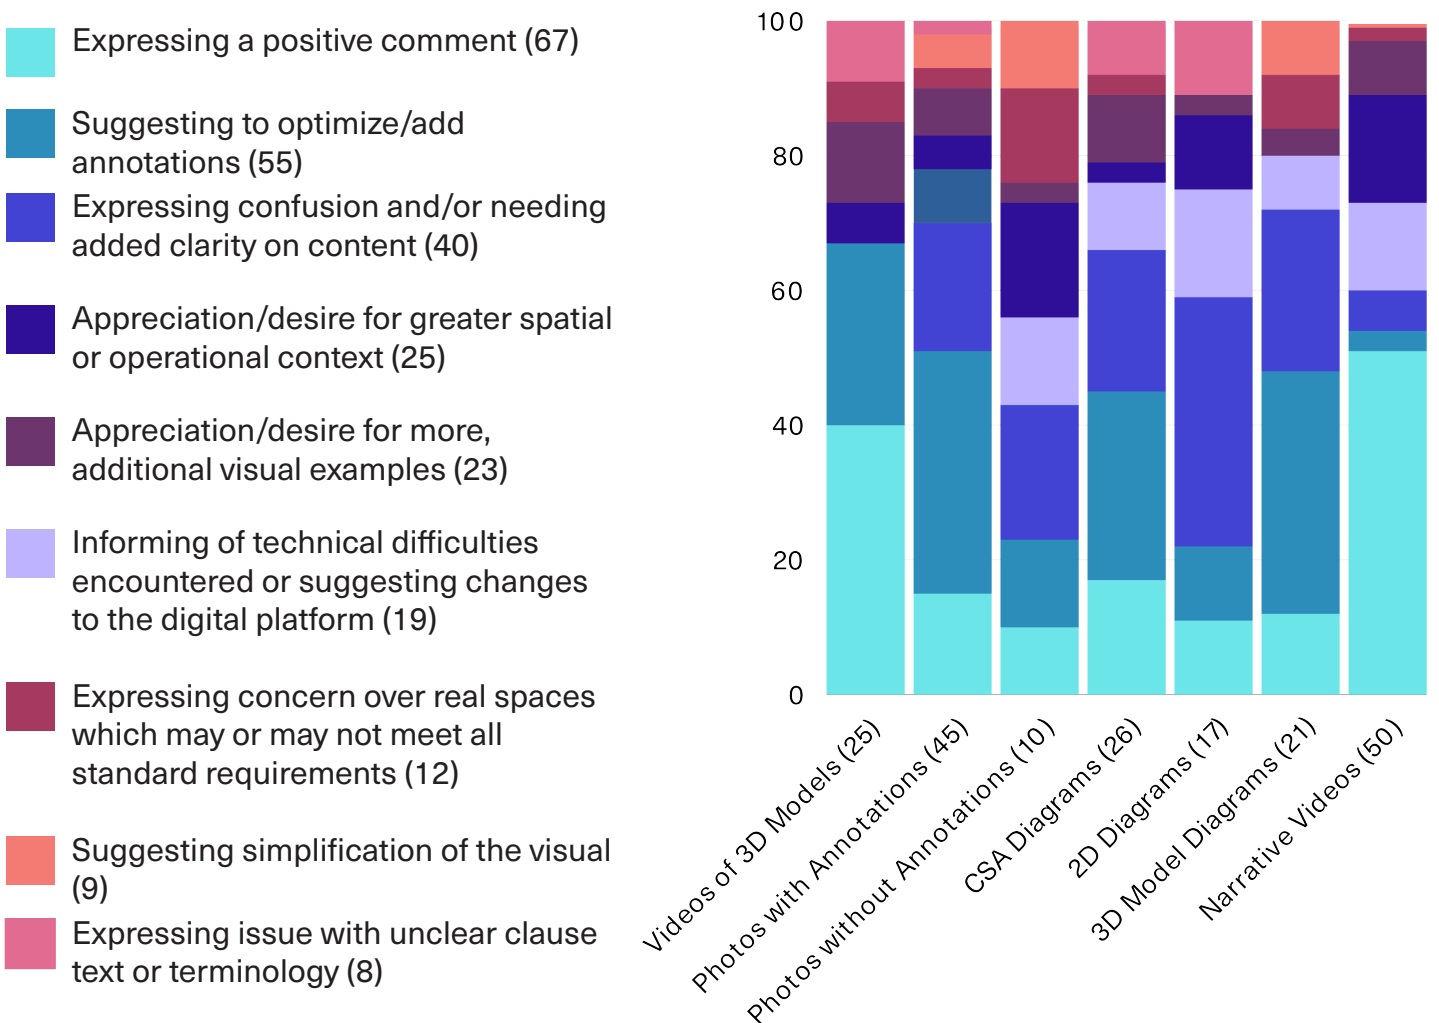 Expressing a positive comment (67)
Suggesting to optimize/add
annotations (55)
Expressing confusion and/or needing
added clarity on content (40)
Appreciation/desire for greater spatial
or operational context (25)
Appreciation/desire for more,
additional visual examples (23)
Informing of technical difficulties
encountered or suggesting changes
to the digital platform (19)
Expressing concern over real spaces
which may or may not meet all
standard requirements (12)
Suggesting simplification of the visual
(9)
Expressing issue with unclear clause
text or terminology (8)
100
80
60
40
20
0
Videos of 3D Models (25)
Photos with Annotations (45)
Photos without Annotations (10)
CSA Diagrams (26)
2D Diagrams (17)
3D Model Diagrams (21)
Narrative Videos (50)